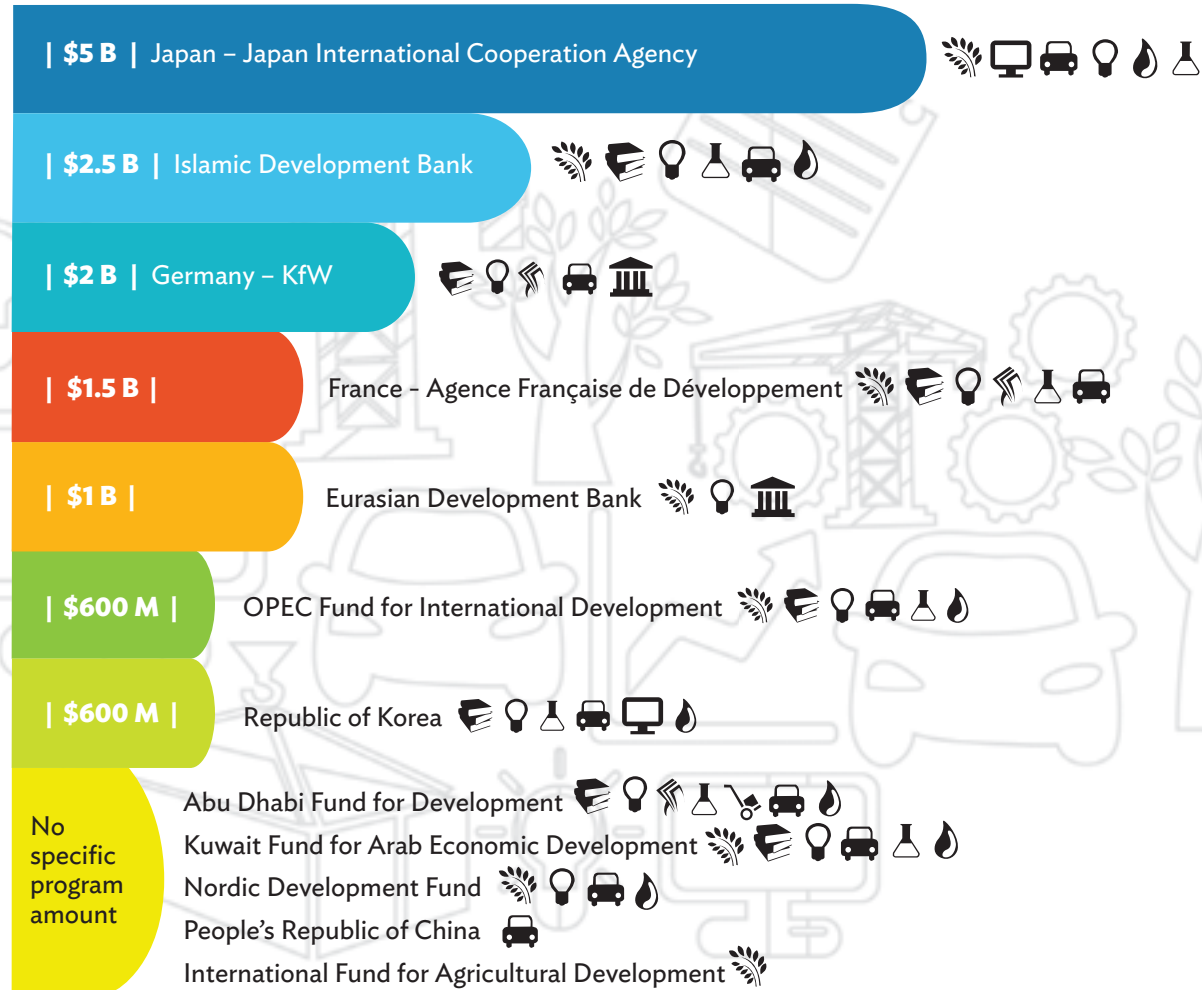 | $5 B | Japan – Japan International Cooperation Agency
| $2.5 B | Islamic Development Bank
| $2 B | Germany – KfW
| $1.5 B | France – Agence Française de Développement
| $1 B | Eurasian Development Bank
| $600 M | OPEC Fund for International Development
| $600 M | Republic of Korea
No
specific
program
amount
Abu Dhabi Fund for Development
Kuwait Fund for Arab Economic Development
Nordic Development Fund
People's Republic of China
International Fund for Agricultural Development